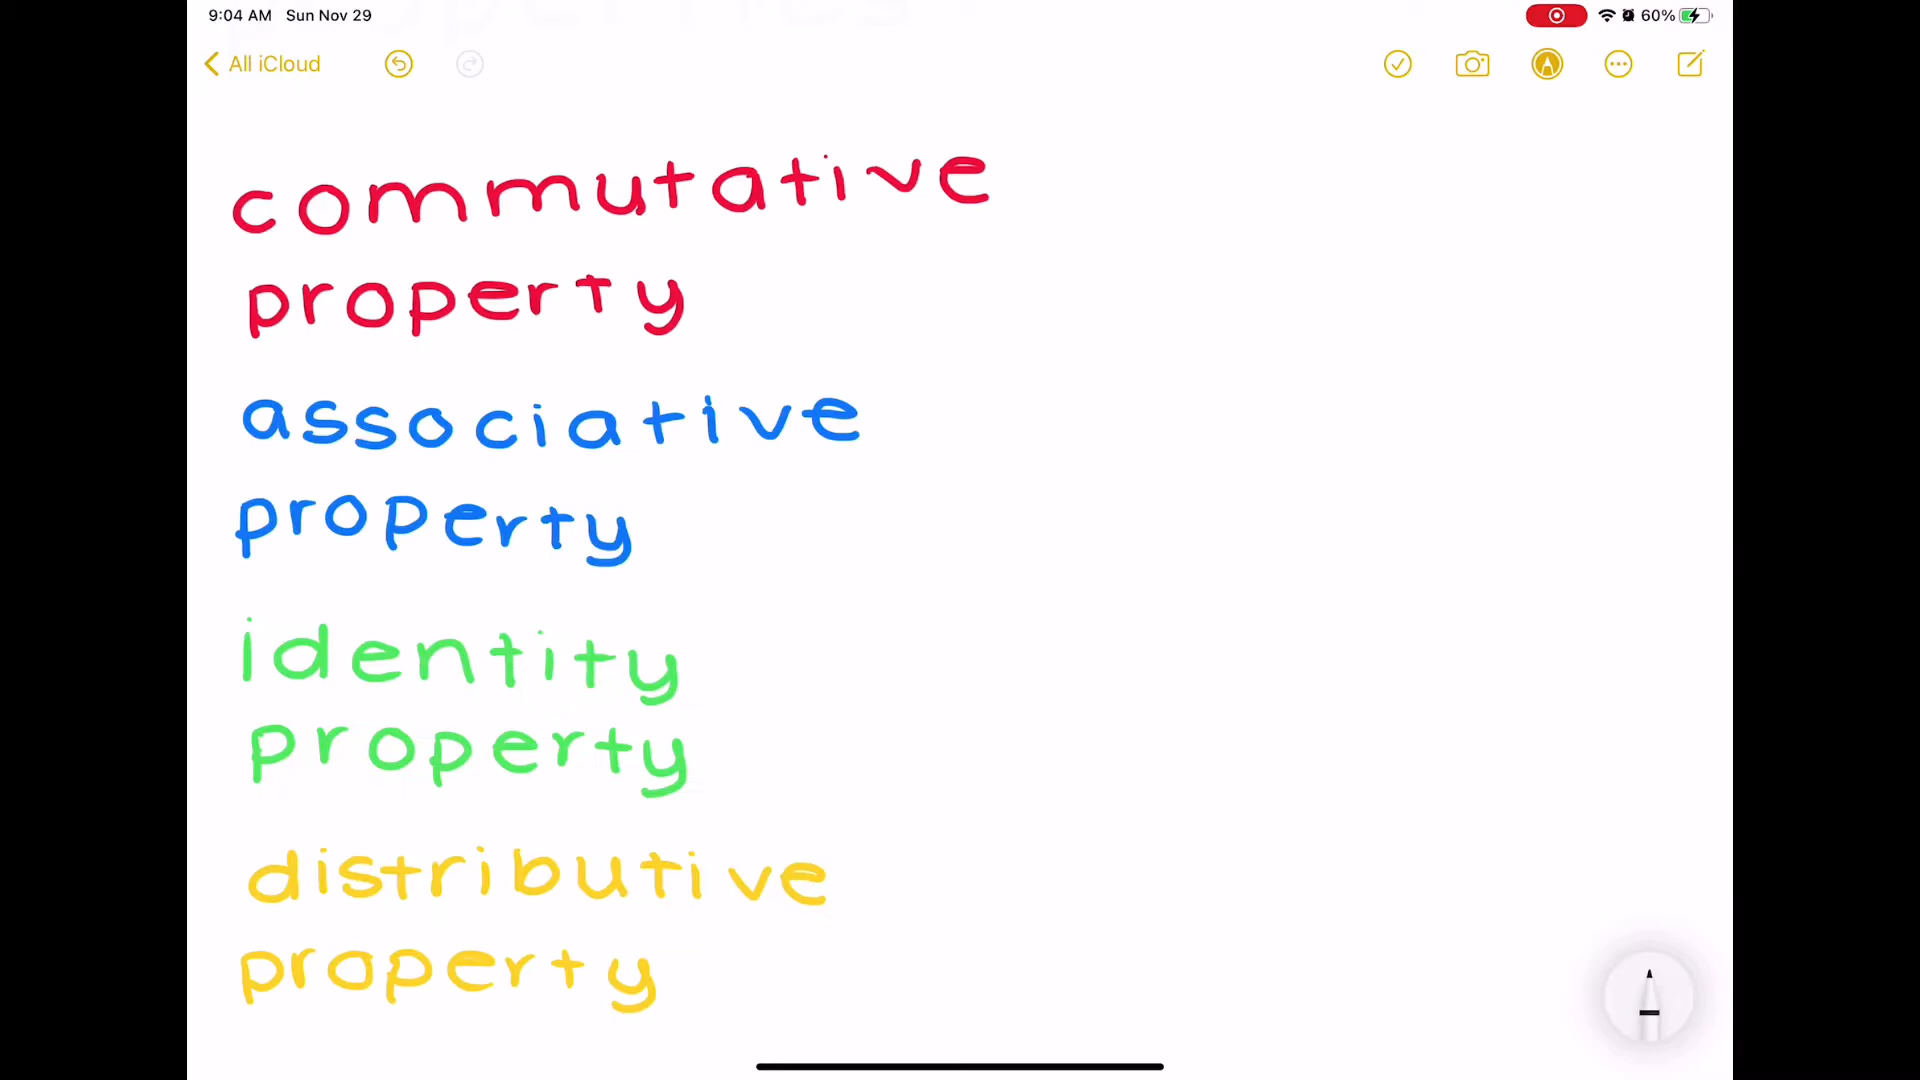 9:04 AM Sun Nov 29
60%
All iCloud
commutative
property
associative
property
identity
property
distributive
property